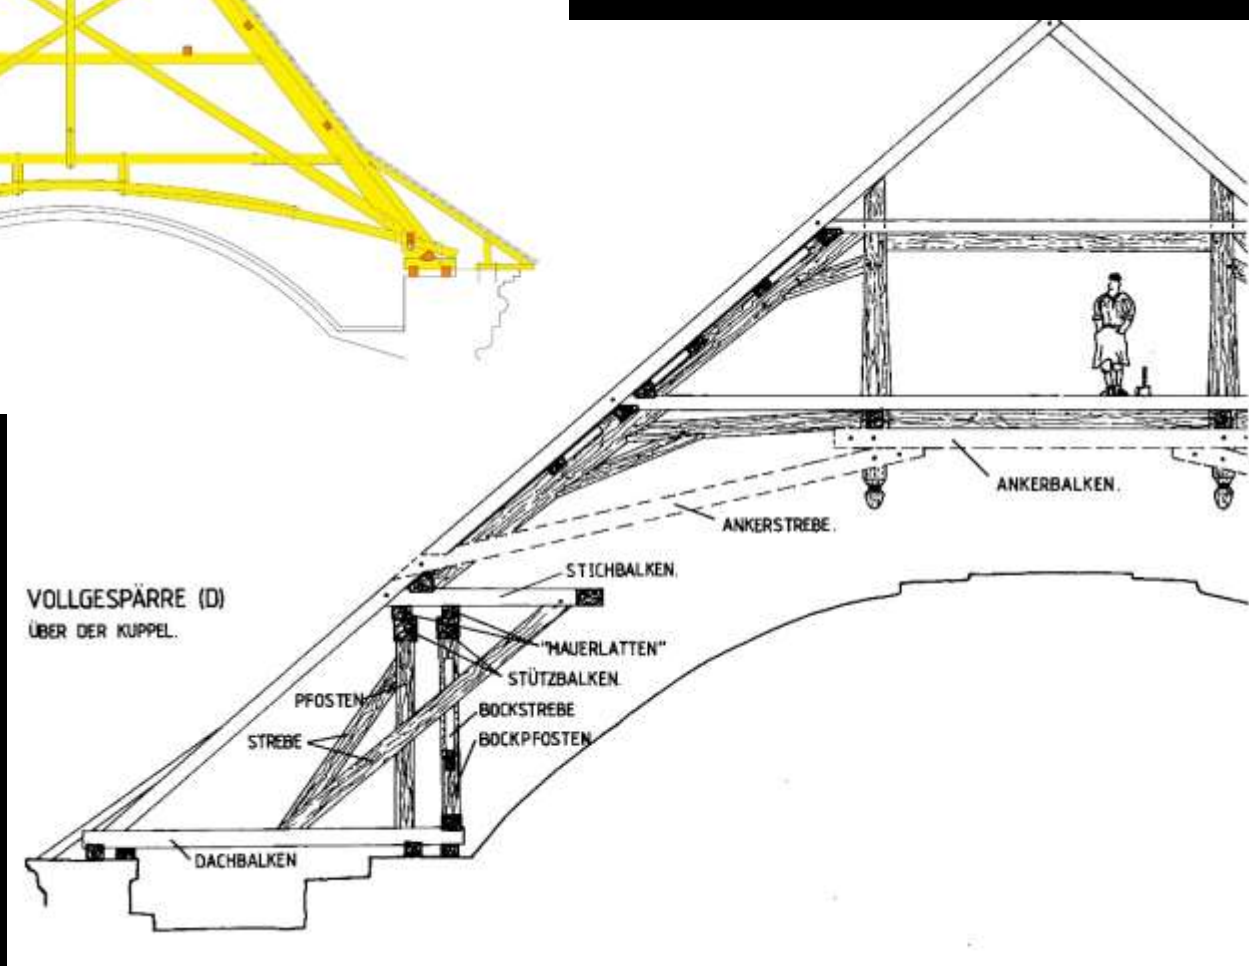 ANKERBALKEN.
ANKERSTREBE.
STICHBALKEN.
VOLLGESPÄRRE (D)
ÜBER DER KUPPEL.
"MAUERLATTEN"
STÜTZBALKEN.
PFOSTEN
BOCKSTREBE
STREBE
BOCKPFOSTEN
DACHBALKEN